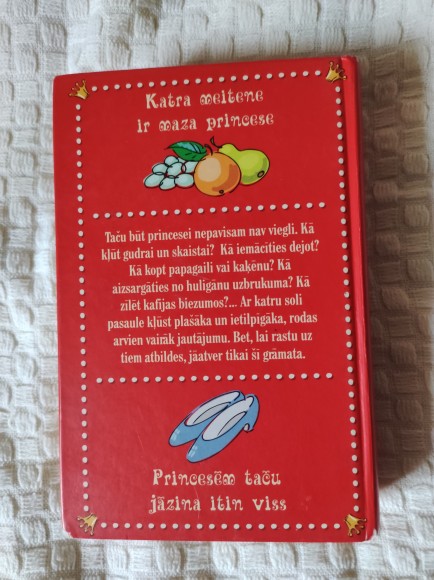 Katra meitene
ir maza princese
Taču būt princesei nepavisam nav viegli. Kā
kļūt gudrai un skaistai? Kā iemācīties dejot?
Kā kopt papagaili vai kaķēnu? Kā
aizsargāties no huligānu uzbrukuma? Kā
zīlēt kafijas biezumos?... Ar katru soli
pasaule kļūst plašāka un ietilpīgāka, rodas
arvien vairāk jautājumu. Bet, lai rastu uz
tiem atbildes, jāatver tikai šī grāmata.
Princesēm taču
jāzina itin viss